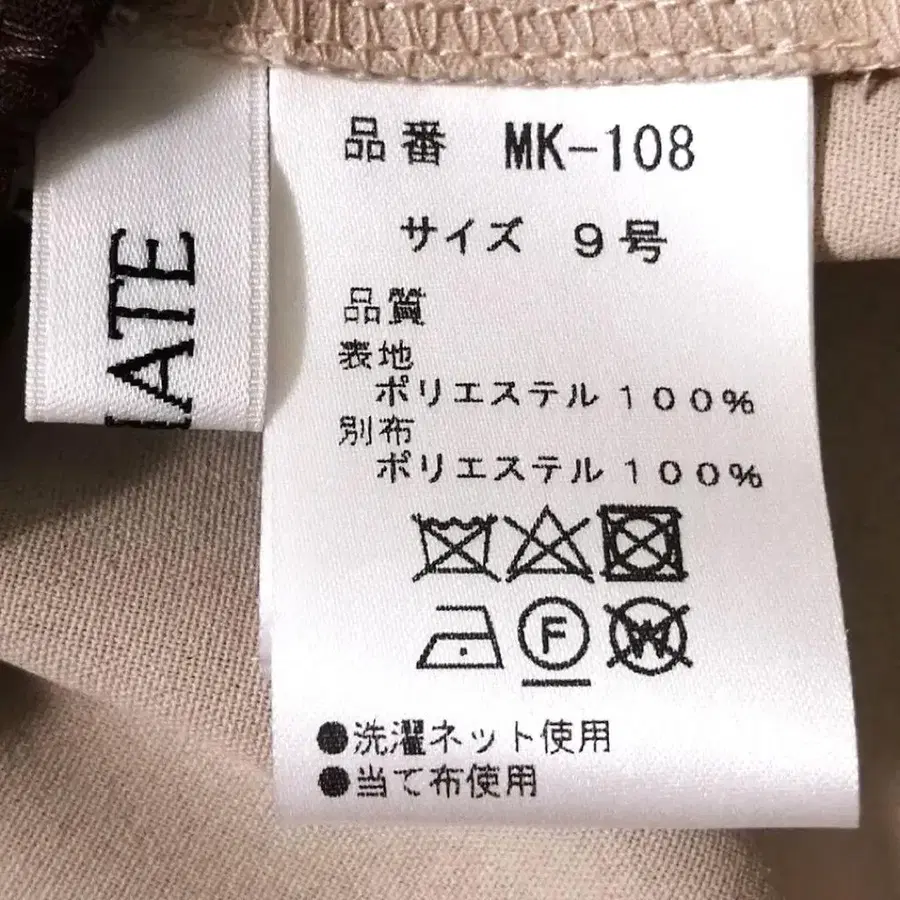 品番 MK-108
サイズ 9号
品質
表地
ポリエステル100%
別布
ポリエステル100%
F
W
●洗濯ネット使用
●当て布使用